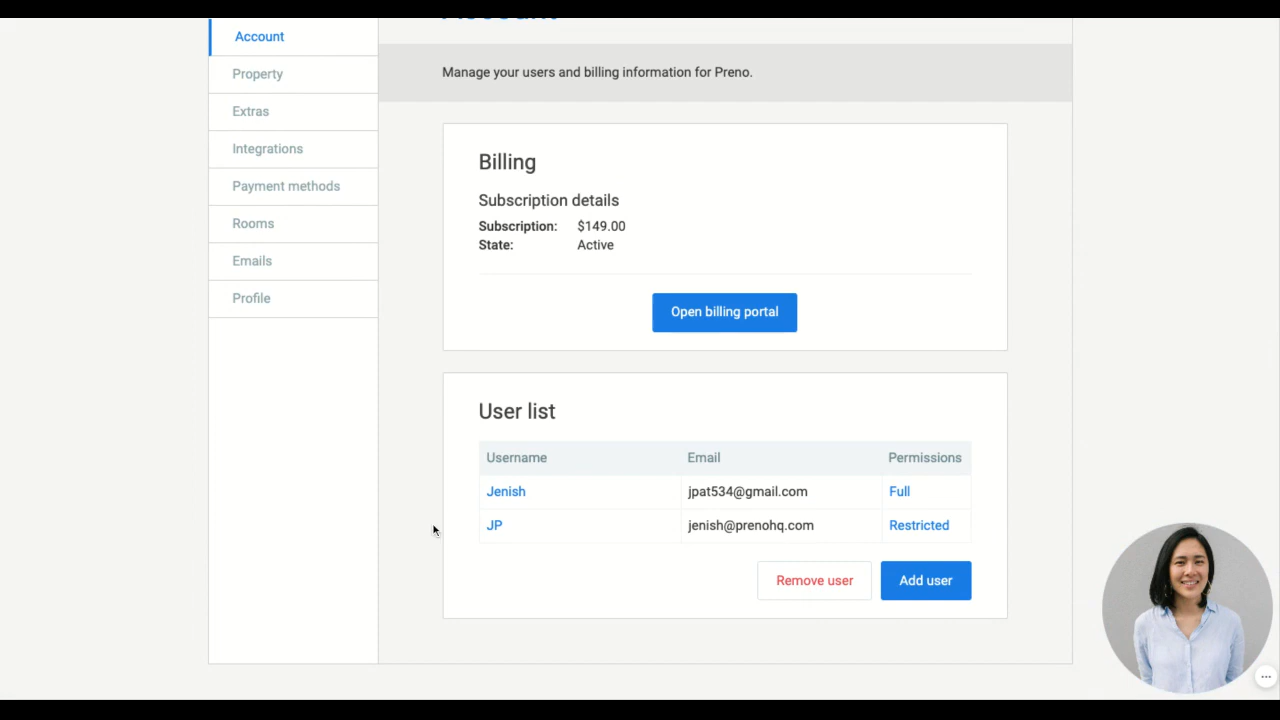 Account
Account
Property
Extras
Integrations
Payment methods
Rooms
Emails
Profile
Manage your users and billing information for Preno.
Billing
Subscription details
Subscription: $149.00
State: Active
Open billing portal
User list
Username Email Permissions
Jenish jpat534@gmail.com Full
JP jenish@prenohq.com Restricted
Remove user Add user